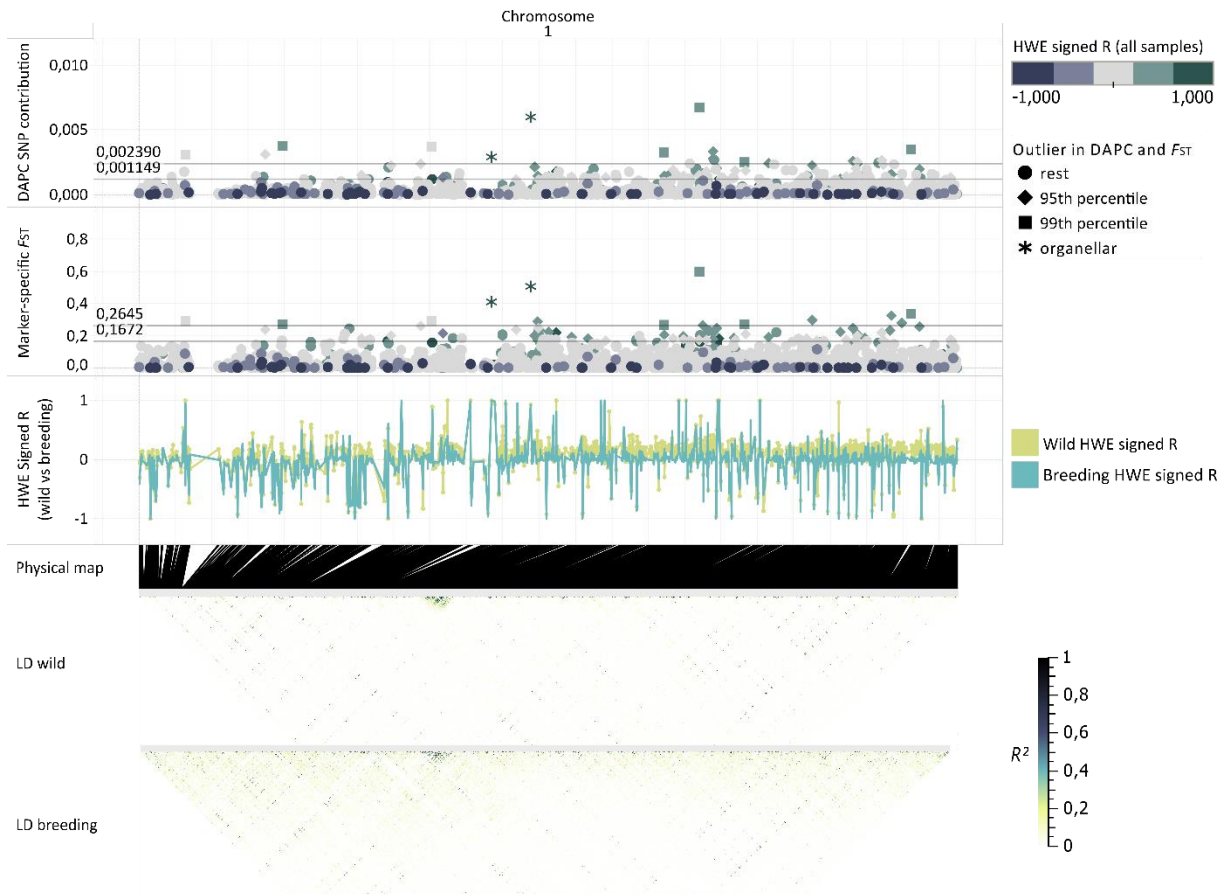 Chromosome
1
DAPC SNP contribution
0,010
0,005
0,002390
0,001149
0,000
Marker-specific FST
0,8
0,6
0,4
0,2645
0,1672
0,2
0,0
HWE Signed R
(wild vs breeding)
1
0
-1
Physical map
LD wild
LD breeding
HWE signed R (all samples)
-1,000 1,000
Outlier in DAPC and FST
rest
95th percentile
99th percentile
organellar
Wild HWE signed R
Breeding HWE signed R
R²
1
0,8
0,6
0,4
0,2
0